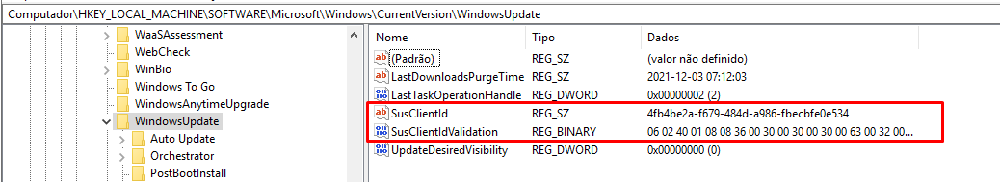 Computador\HKEY_LOCAL_MACHINE\SOFTWARE\Microsoft\Windows\CurrentVersion\WindowsUpdate
WaaSAssessment
WebCheck
WinBio
Windows To Go
WindowsAnytimeUpgrade
WindowsUpdate
Auto Update
Orchestrator
PostBootInstall
Nome Tipo Dados
(Padrão) REG_SZ (valor não definido)
LastDownloadsPurgeTime REG_SZ 2021-12-03 07:12:03
LastTaskOperationHandle REG_DWORD 0x00000002 (2)
SusClientId REG_SZ 4fb4be2a-f679-484d-a986-fbecbfe0e534
SusClientIdValidation REG_BINARY 06 02 40 01 08 08 36 00 30 00 30 00 30 00 63 00 32 00...
UpdateDesiredVisibility REG_DWORD 0x00000000 (0)